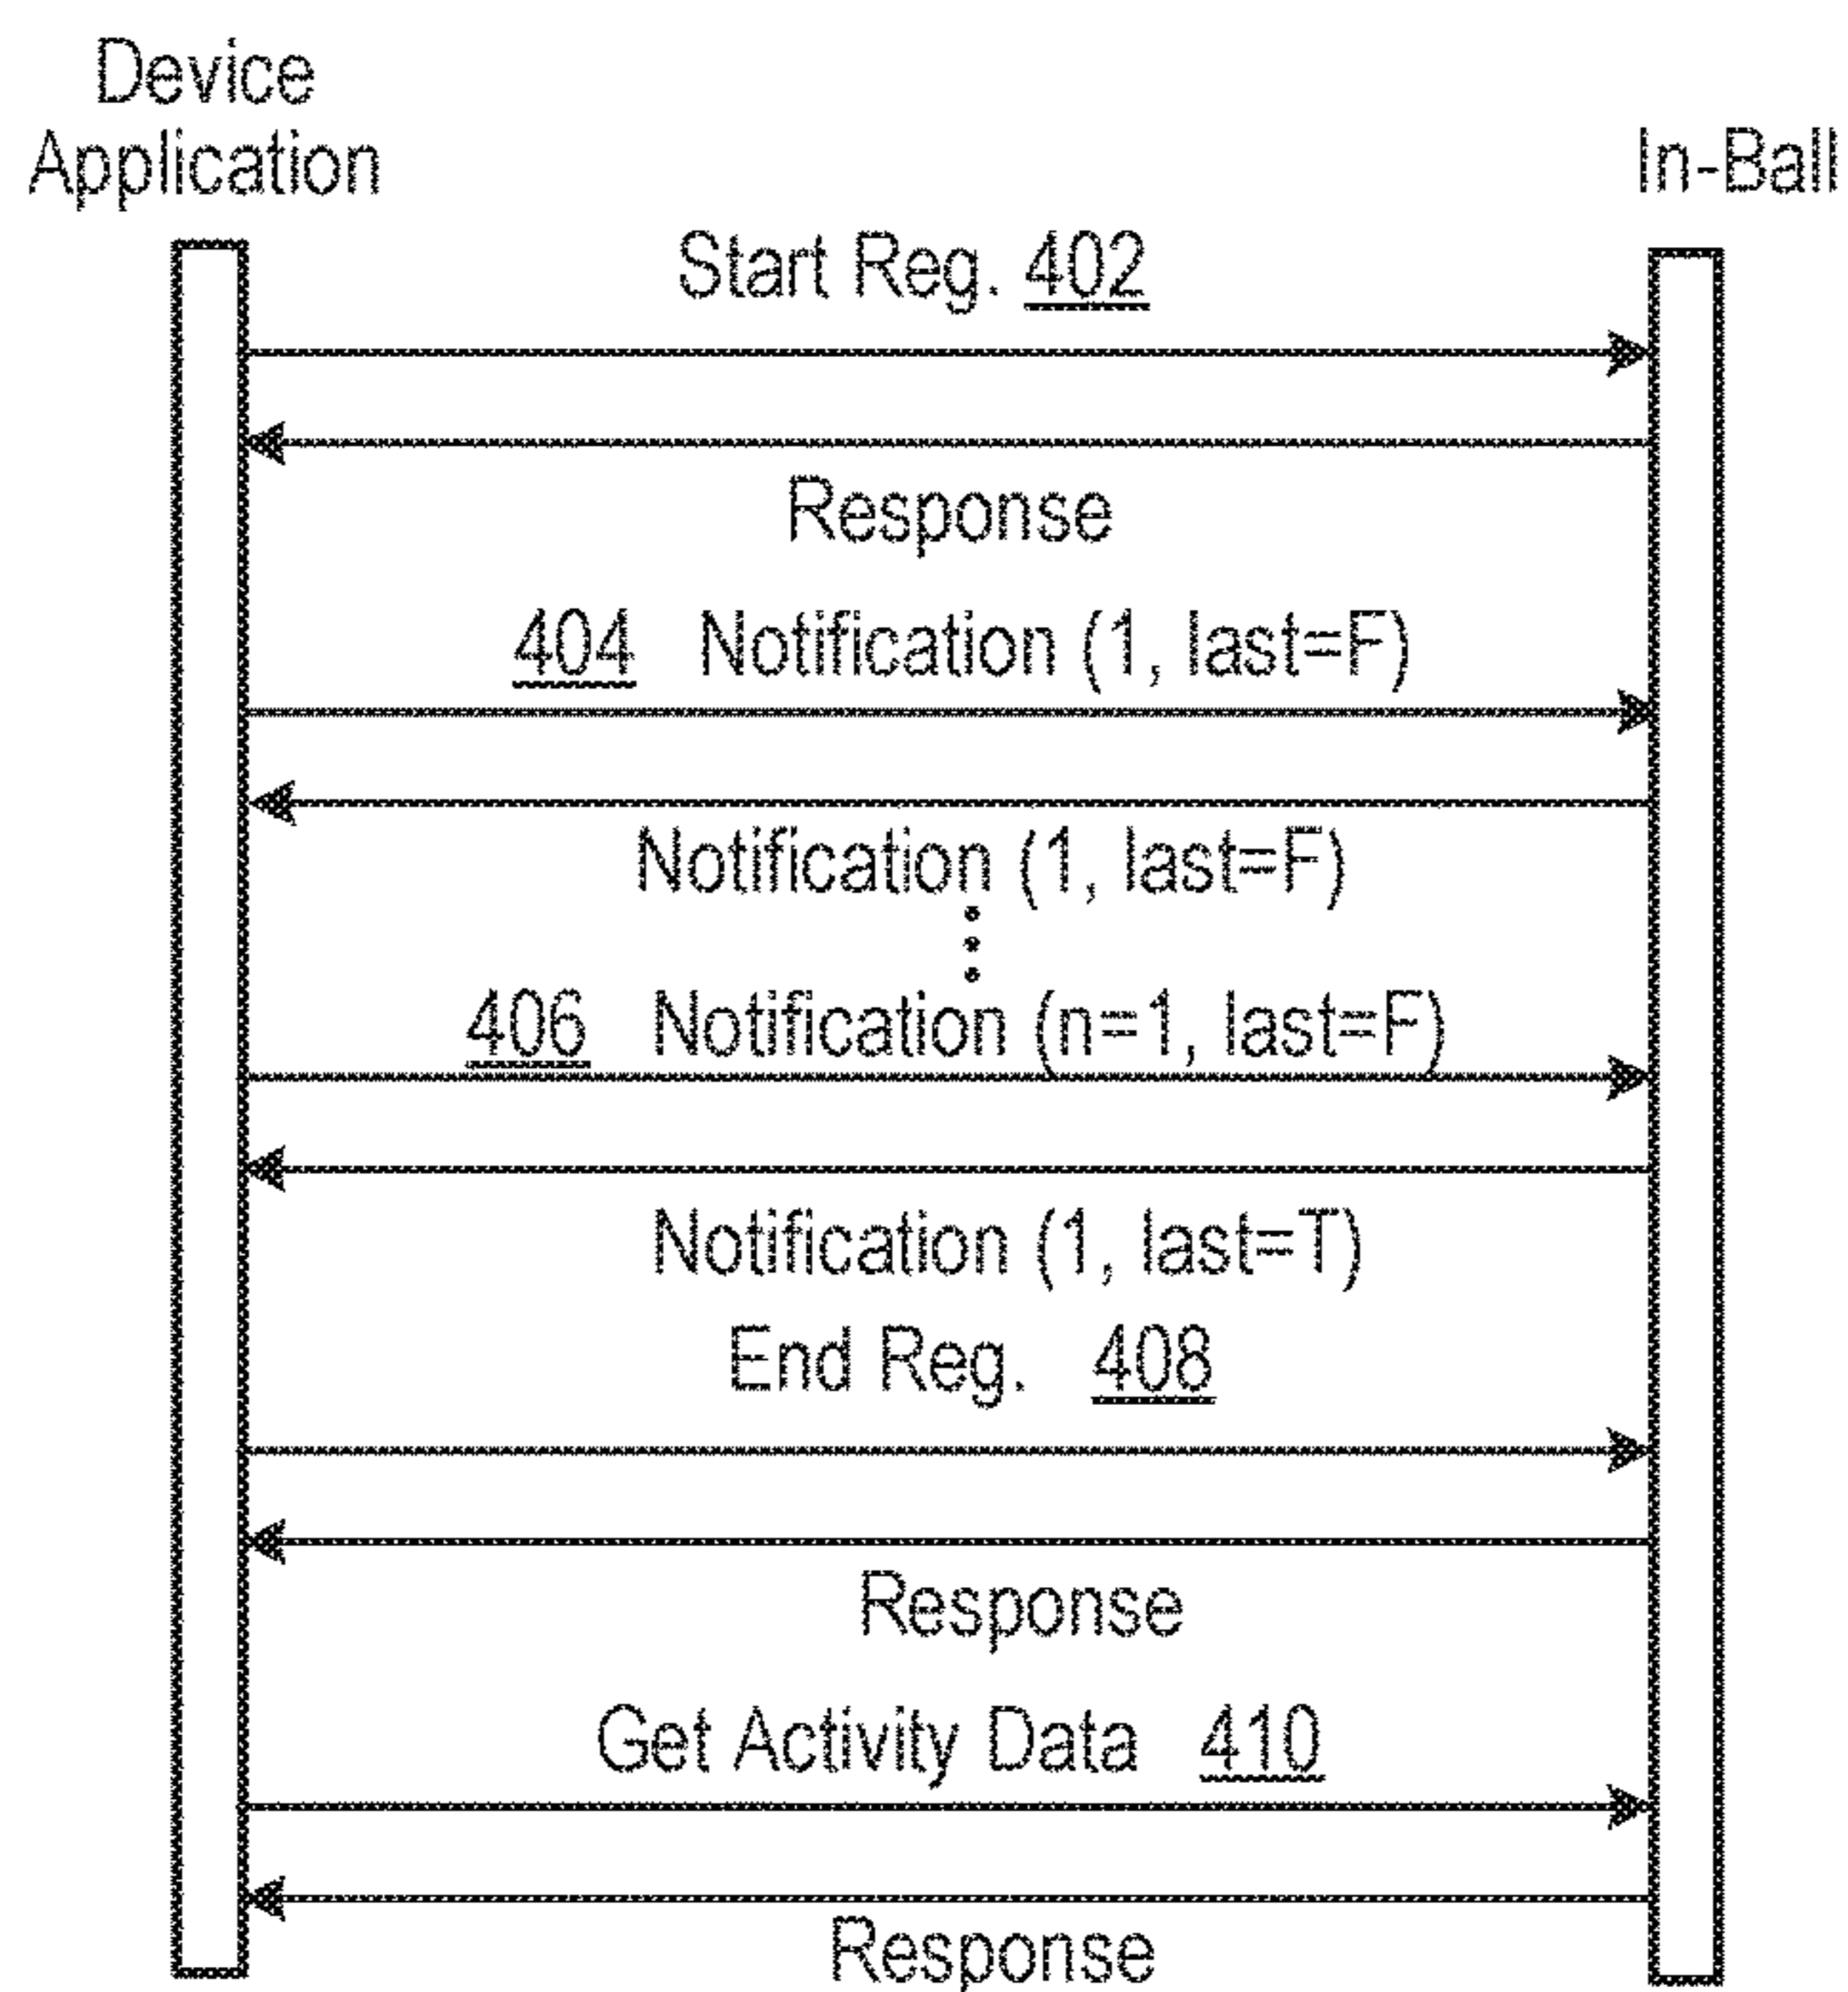 Device
Application
In-Ball
Start Reg. 402
Response
404 Notification (1, last=F)
Notification (1, last=F)
406 Notification (n=1, last=F)
Notification (1, last=T)
End Reg. 408
Response
Get Activity Data 410
Response